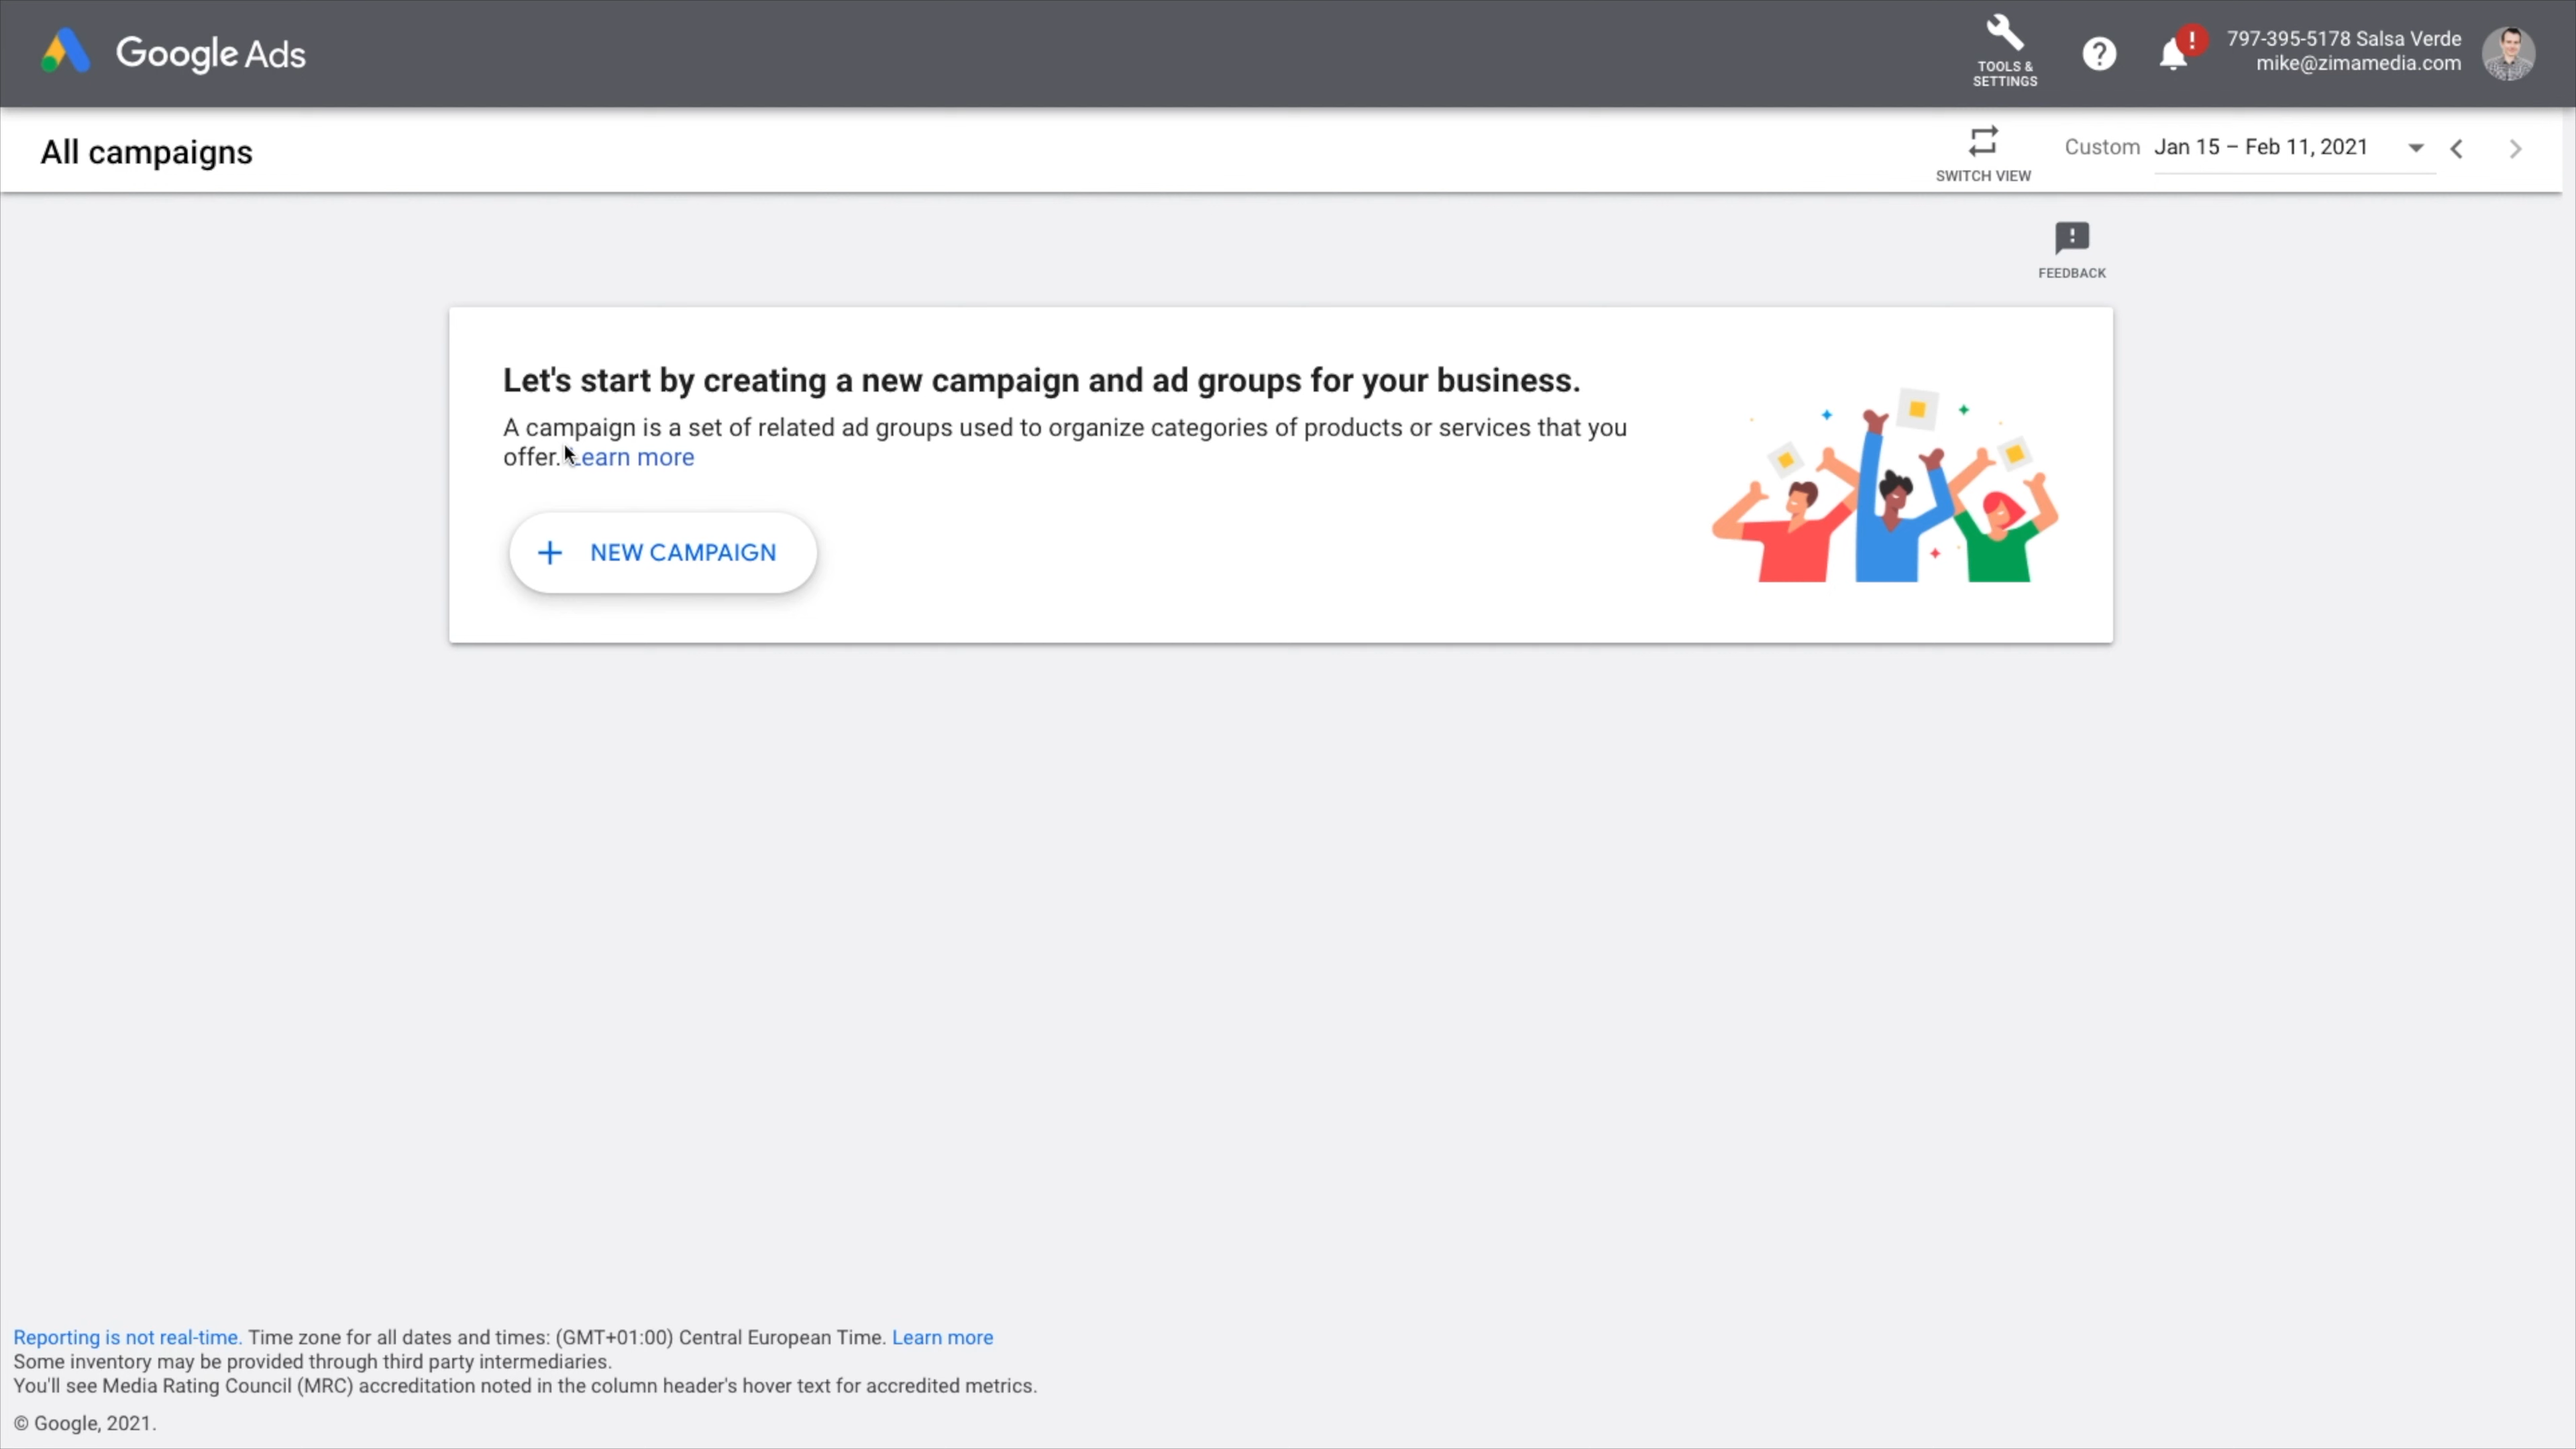 Google Ads
TOOLS &
SETTINGS
797-395-5178 Salsa Verde
mike@zimamedia.com
All campaigns
SWITCH VIEW
Custom Jan 15 – Feb 11, 2021
FEEDBACK
Let's start by creating a new campaign and ad groups for your business.
A campaign is a set of related ad groups used to organize categories of products or services that you
offer. Learn more
+ NEW CAMPAIGN
Reporting is not real-time. Time zone for all dates and times: (GMT+01:00) Central European Time. Learn more
Some inventory may be provided through third party intermediaries.
You'll see Media Rating Council (MRC) accreditation noted in the column header's hover text for accredited metrics.
© Google, 2021.